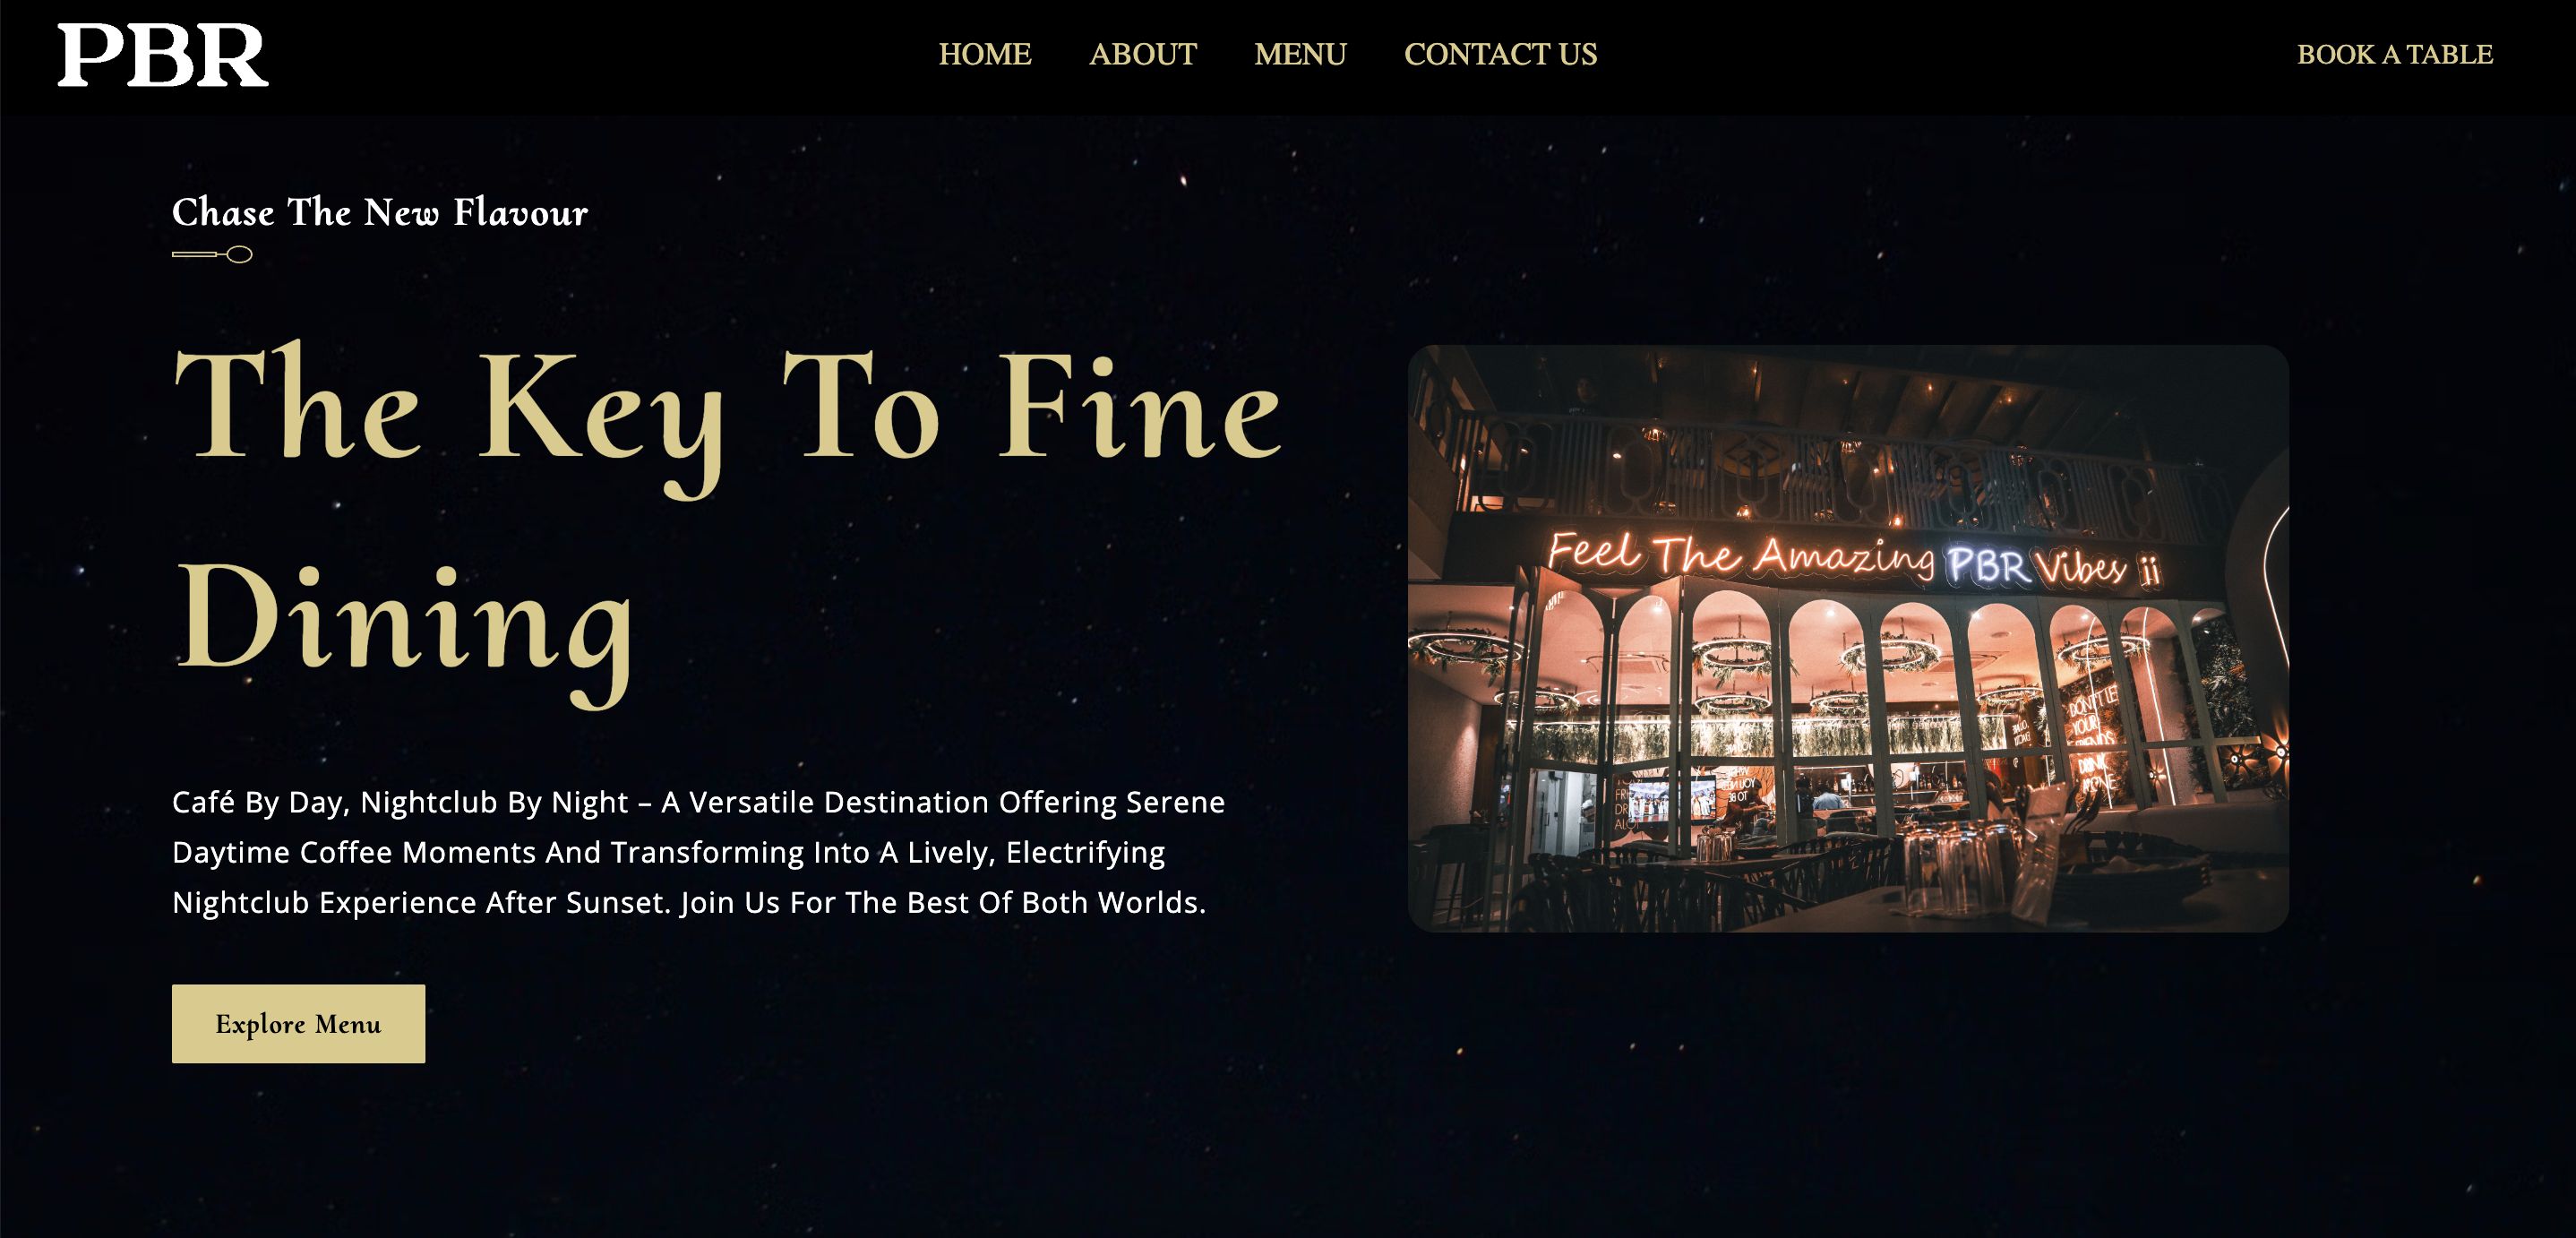 PBR
HOME ABOUT MENU CONTACT US
BOOK A TABLE
Chase The New Flavour
The Key To Fine
Dining
Café By Day, Nightclub By Night – A Versatile Destination Offering Serene
Daytime Coffee Moments And Transforming Into A Lively, Electrifying
Nightclub Experience After Sunset. Join Us For The Best Of Both Worlds.
Explore Menu
Feel The Amazing PBR Vibes
YOUR
DRINK